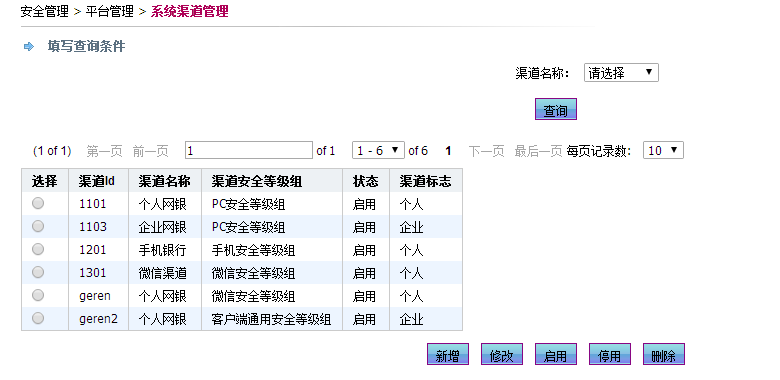 安全管理 > 平台管理 > 系统渠道管理
填写查询条件
渠道名称： 请选择
查询
(1 of 1) 第一页 前一页 1 of 1 1 - 6 of 6 1 下一页 最后一页 每页记录数： 10
选择 渠道Id 渠道名称 渠道安全等级组 状态 渠道标志
1101 个人网银 PC安全等级组 启用 个人
1103 企业网银 PC安全等级组 启用 企业
1201 手机银行 手机安全等级组 启用 个人
1301 微信渠道 微信安全等级组 启用 个人
geren 个人网银 微信安全等级组 启用 个人
geren2 个人网银 客户端通用安全等级组 启用 企业
新增 修改 启用 停用 删除